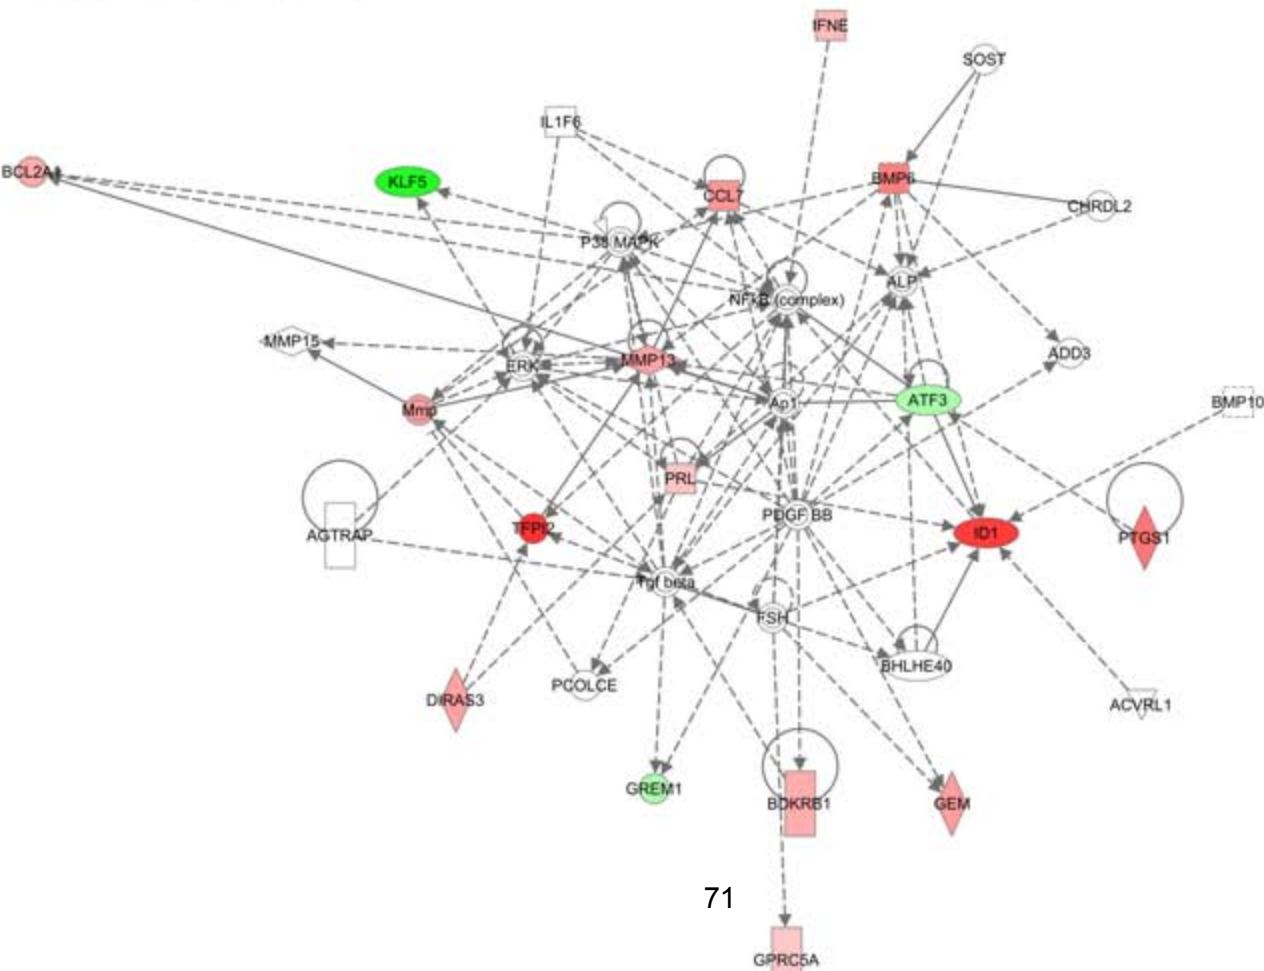 IFNE
SOST
IL1F6
BCL2A1
KLF5
CCL7
BMP6
CHRDL2
P38 MAPK
ALP
NFkB (complex)
MMP15
ERK
MMP13
ADD3
Mmp
Ap1
ATF3
BMP10
PRL
PDGF BB
AGTRAP
TFPI2
ID1
PTGS1
Tgf beta
FSH
BHLHE40
DIRAS3
PCOLCE
ACVRL1
GREM1
BDKRB1
GEM
71
GPRC5A